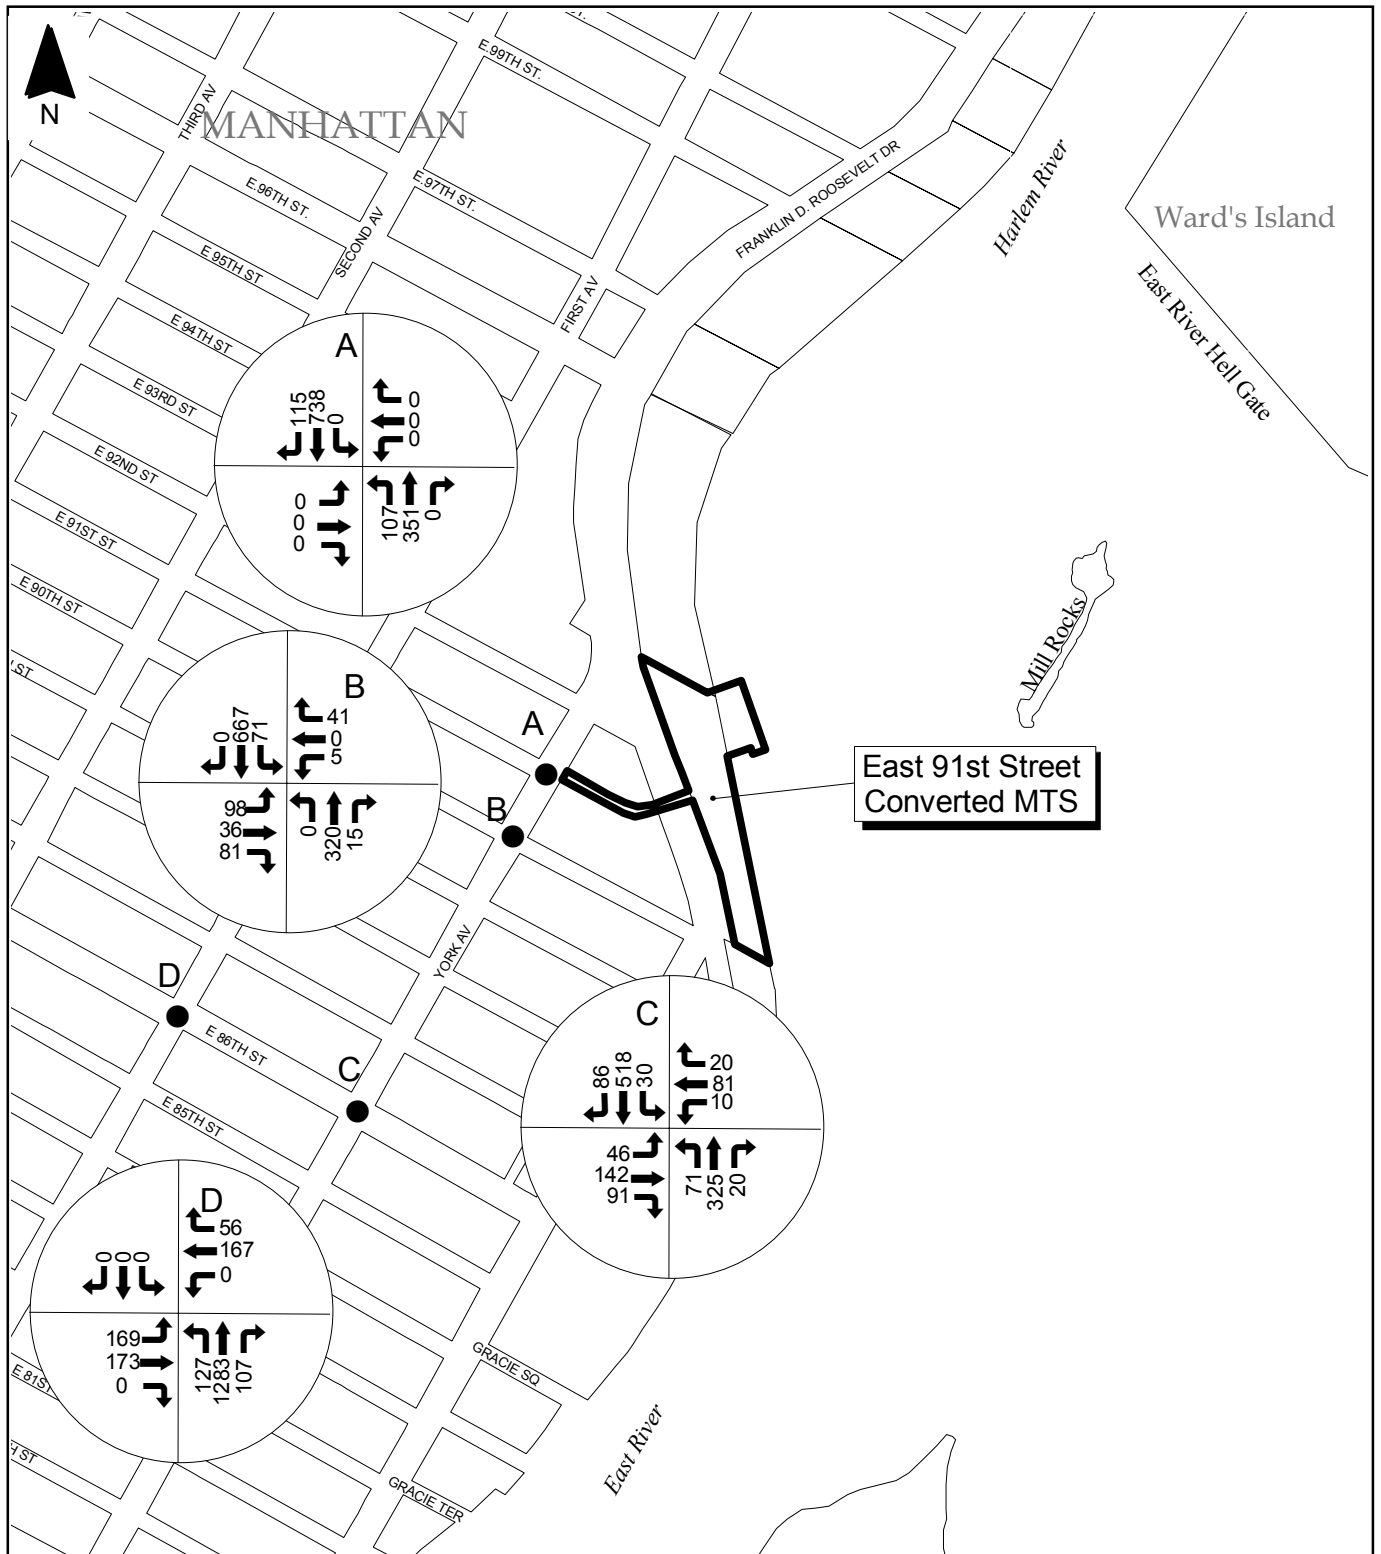 E.99TH ST.
N
THIRD AV
MANHATTAN
FRANKLIN D. ROOSEVELT DR
Harlem River
E.97TH ST.
E.96TH ST.
Ward's Island
SECOND AV
E 95TH ST
East River Hell Gate
FIRST AV
E 94TH ST
A
E 93RD ST
115
738
0
0
0
0
E 92ND ST
0
0
0
107
351
0
E 91ST ST
E 90TH ST
Mill Rocks
ST
B
0
667
71
41
0
5
98
36
81
0
320
15
A
East 91st Street
Converted MTS
B
YORK AV
D
C
E 86TH ST
C
86
518
30
20
81
10
E 85TH ST
46
142
91
71
325
20
D
0
0
0
56
167
0
169
173
0
127
1283
107
GRACIE SQ
E 81ST
East River
H ST
GRACIE TER